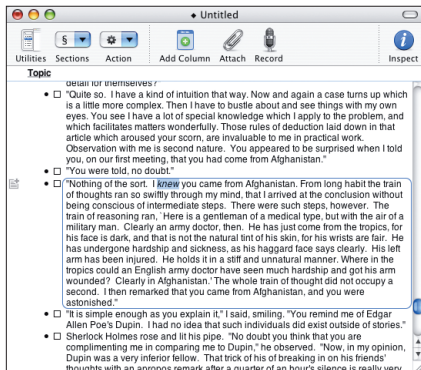 Untitled
Utilities Sections Action Add Column Attach Record Inspect
Topic
detail for themselves?"
"Quite so. I have a kind of intuition that way. Now and again a case turns up which
is a little more complex. Then I have to bustle about and see things with my own
eyes. You see I have a lot of special knowledge which I apply to the problem, and
which facilitates matters wonderfully. Those rules of deduction laid down in that
article which aroused your scorn, are invaluable to me in practical work.
Observation with me is second nature. You appeared to be surprised when I told
you, on our first meeting, that you had come from Afghanistan."
"You were told, no doubt."
"Nothing of the sort. I knew you came from Afghanistan. From long habit the train
of thoughts ran so swiftly through my mind, that I arrived at the conclusion without
being conscious of intermediate steps. There were such steps, however. The
train of reasoning ran, `Here is a gentleman of a medical type, but with the air of a
military man. Clearly an army doctor, then. He has just come from the tropics, for
his face is dark, and that is not the natural tint of his skin, for his wrists are fair. He
has undergone hardship and sickness, as his haggard face says clearly. His left
arm has been injured. He holds it in a stiff and unnatural manner. Where in the
tropics could an English army doctor have seen much hardship and got his arm
wounded? Clearly in Afghanistan.' The whole train of thought did not occupy a
second. I then remarked that you came from Afghanistan, and you were
astonished."
"It is simple enough as you explain it," I said, smiling. "You remind me of Edgar
Allen Poe's Dupin. I had no idea that such individuals did exist outside of stories."
Sherlock Holmes rose and lit his pipe. "No doubt you think that you are
complimenting me in comparing me to Dupin," he observed. "Now, in my opinion,
Dupin was a very inferior fellow. That trick of his of breaking in on his friends'
thoughts with an apropos remark after a quarter of an hour's silence is really very